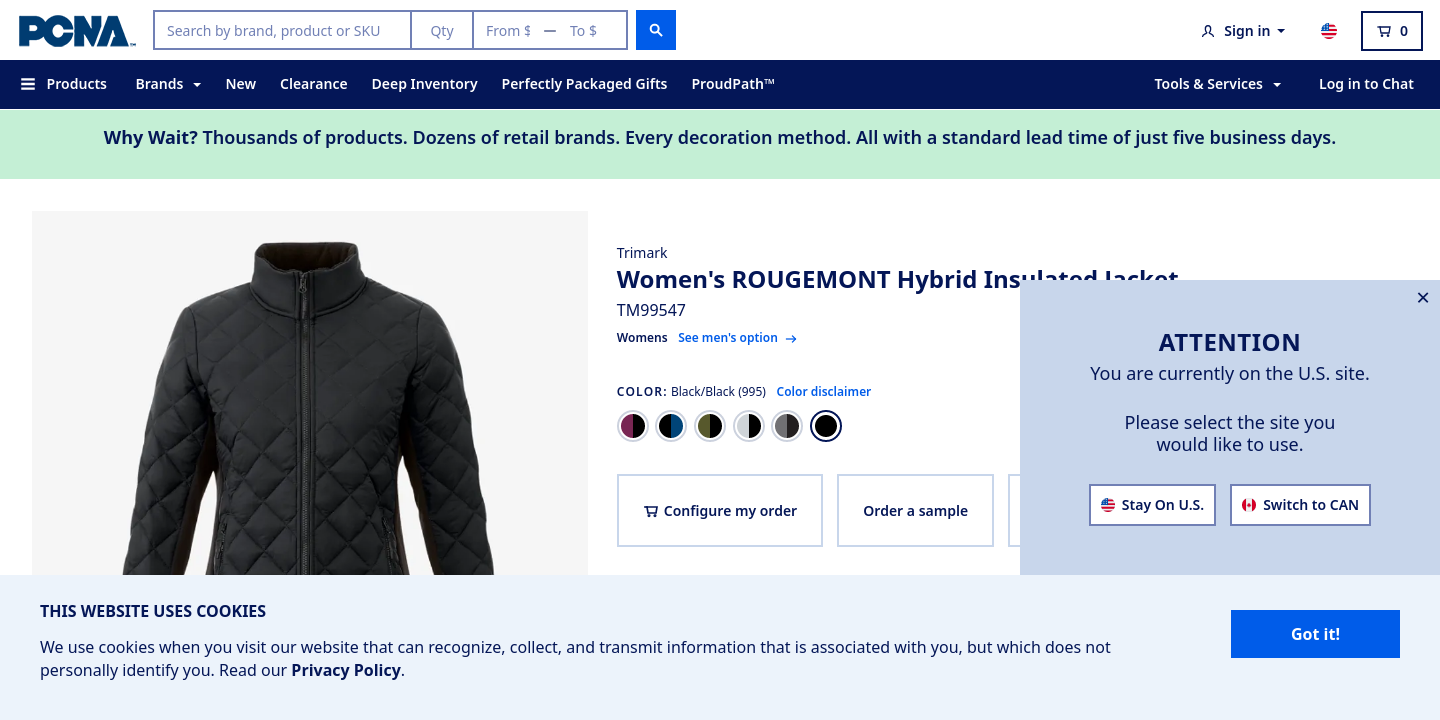 PCNA™
Search by brand, product or SKU
Qty
From $
—
To $
Sign in
0
Products
Brands
New
Clearance
Deep Inventory
Perfectly Packaged Gifts
ProudPath™
Tools & Services
Log in to Chat
Why Wait? Thousands of products. Dozens of retail brands. Every decoration method. All with a standard lead time of just five business days.
Trimark
Women's ROUGEMONT Hybrid Insulated Jacket
TM99547
Womens See men's option →
COLOR: Black/Black (995) Color disclaimer
Configure my order
Order a sample
ATTENTION
You are currently on the U.S. site.
Please select the site you
would like to use.
Stay On U.S.
Switch to CAN
THIS WEBSITE USES COOKIES
We use cookies when you visit our website that can recognize, collect, and transmit information that is associated with you, but which does not
personally identify you. Read our Privacy Policy.
Got it!